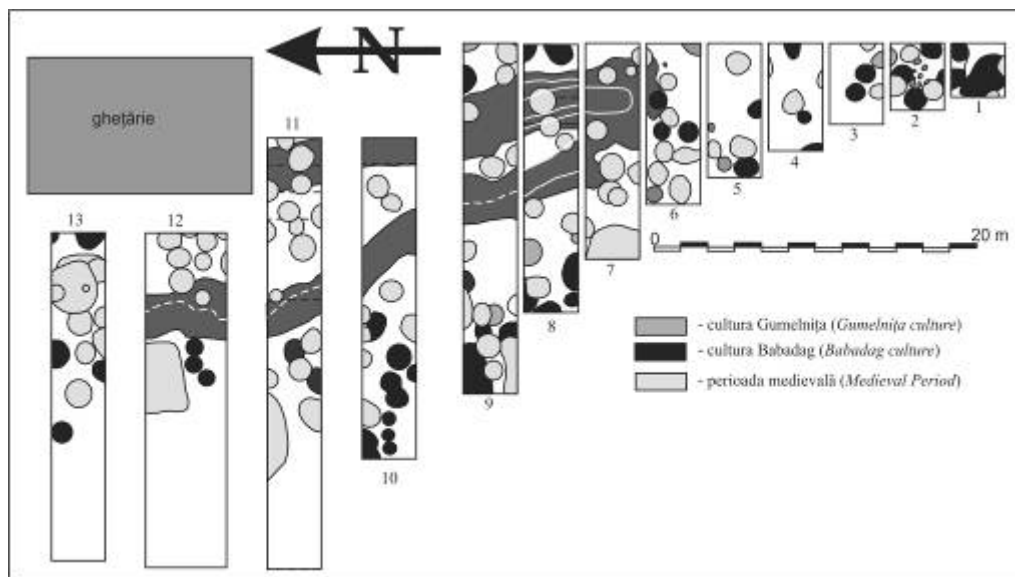 ghețărie
N
11
1
2
3
4
5
6
7
8
9
10
13
12
0
20 m
- cultura Gumelnița (Gumelnița culture)
- cultura Babadag (Babadag culture)
- perioada medievală (Medieval Period)